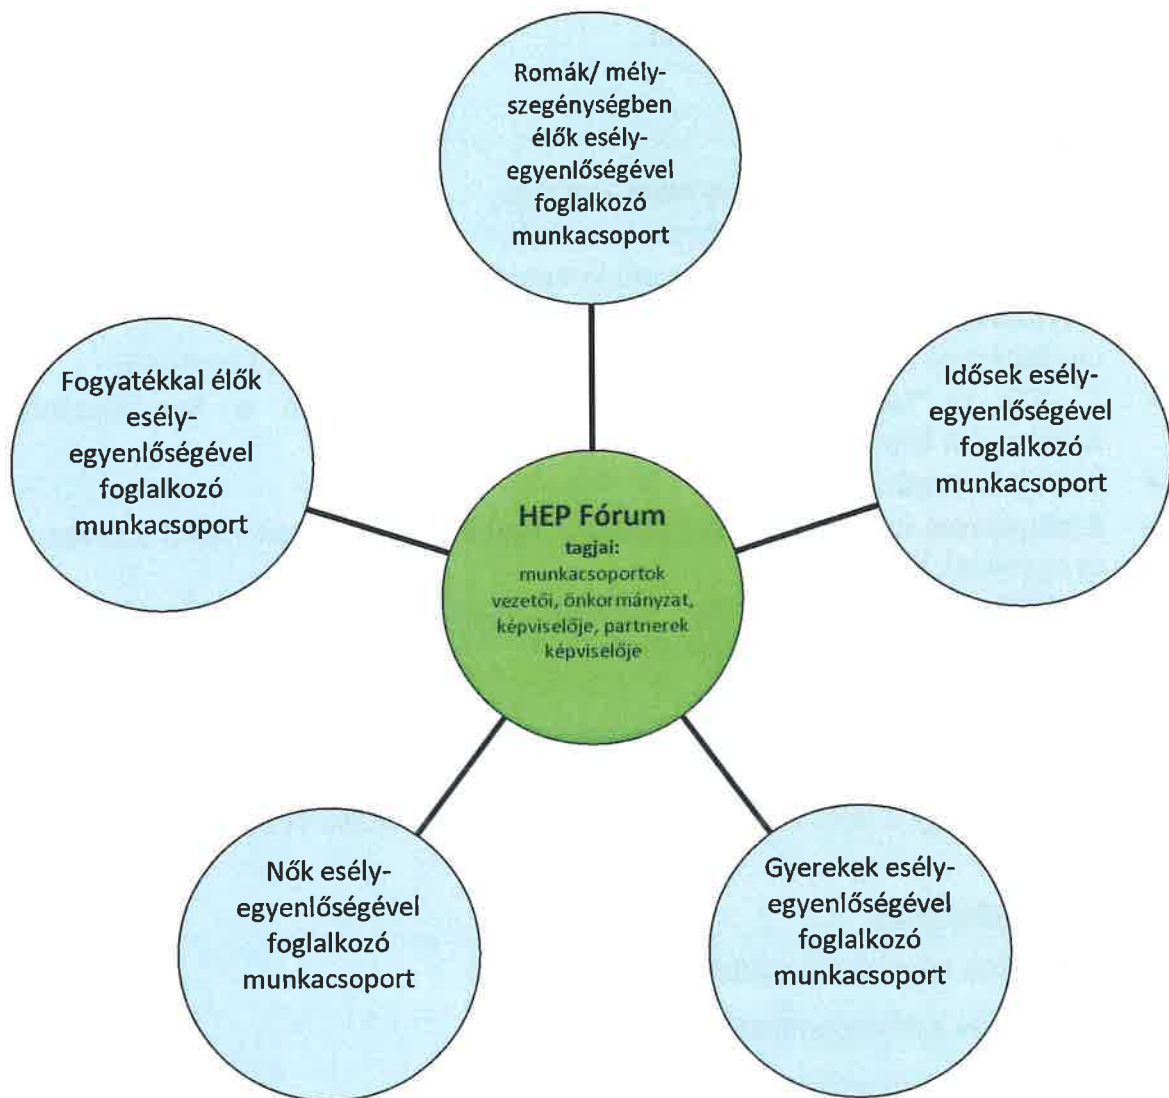 Romák/ mély-
szegénységben
élők esély-
egyenlőségével
foglalkozó
munkacsoport
Fogyatékkal élők
esély-
egyenlőségével
foglalkozó
munkacsoport
Idősek esély-
egyenlőségével
foglalkozó
munkacsoport
HEP Fórum
tagjai:
munkacsoportok
vezetői, önkormányzat,
képviselője, partnerek
képviselője
Nők esély-
egyenlőségével
foglalkozó
munkacsoport
Gyerekek esély-
egyenlőségével
foglalkozó
munkacsoport